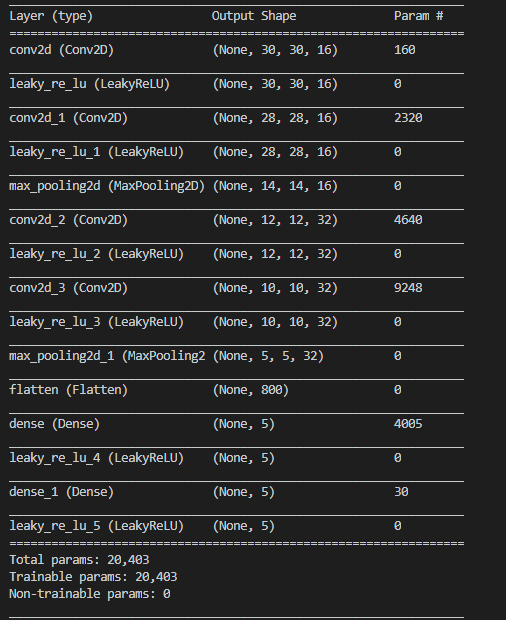 Layer (type) Output Shape Param #
=================================================================
conv2d (Conv2D) (None, 30, 30, 16) 160
_________________________________________________________________
leaky_re_lu (LeakyReLU) (None, 30, 30, 16) 0
_________________________________________________________________
conv2d_1 (Conv2D) (None, 28, 28, 16) 2320
_________________________________________________________________
leaky_re_lu_1 (LeakyReLU) (None, 28, 28, 16) 0
_________________________________________________________________
max_pooling2d (MaxPooling2D) (None, 14, 14, 16) 0
_________________________________________________________________
conv2d_2 (Conv2D) (None, 12, 12, 32) 4640
_________________________________________________________________
leaky_re_lu_2 (LeakyReLU) (None, 12, 12, 32) 0
_________________________________________________________________
conv2d_3 (Conv2D) (None, 10, 10, 32) 9248
_________________________________________________________________
leaky_re_lu_3 (LeakyReLU) (None, 10, 10, 32) 0
_________________________________________________________________
max_pooling2d_1 (MaxPooling2 (None, 5, 5, 32) 0
_________________________________________________________________
flatten (Flatten) (None, 800) 0
_________________________________________________________________
dense (Dense) (None, 5) 4005
_________________________________________________________________
leaky_re_lu_4 (LeakyReLU) (None, 5) 0
_________________________________________________________________
dense_1 (Dense) (None, 5) 30
_________________________________________________________________
leaky_re_lu_5 (LeakyReLU) (None, 5) 0
=================================================================
Total params: 20,403
Trainable params: 20,403
Non-trainable params: 0
_________________________________________________________________